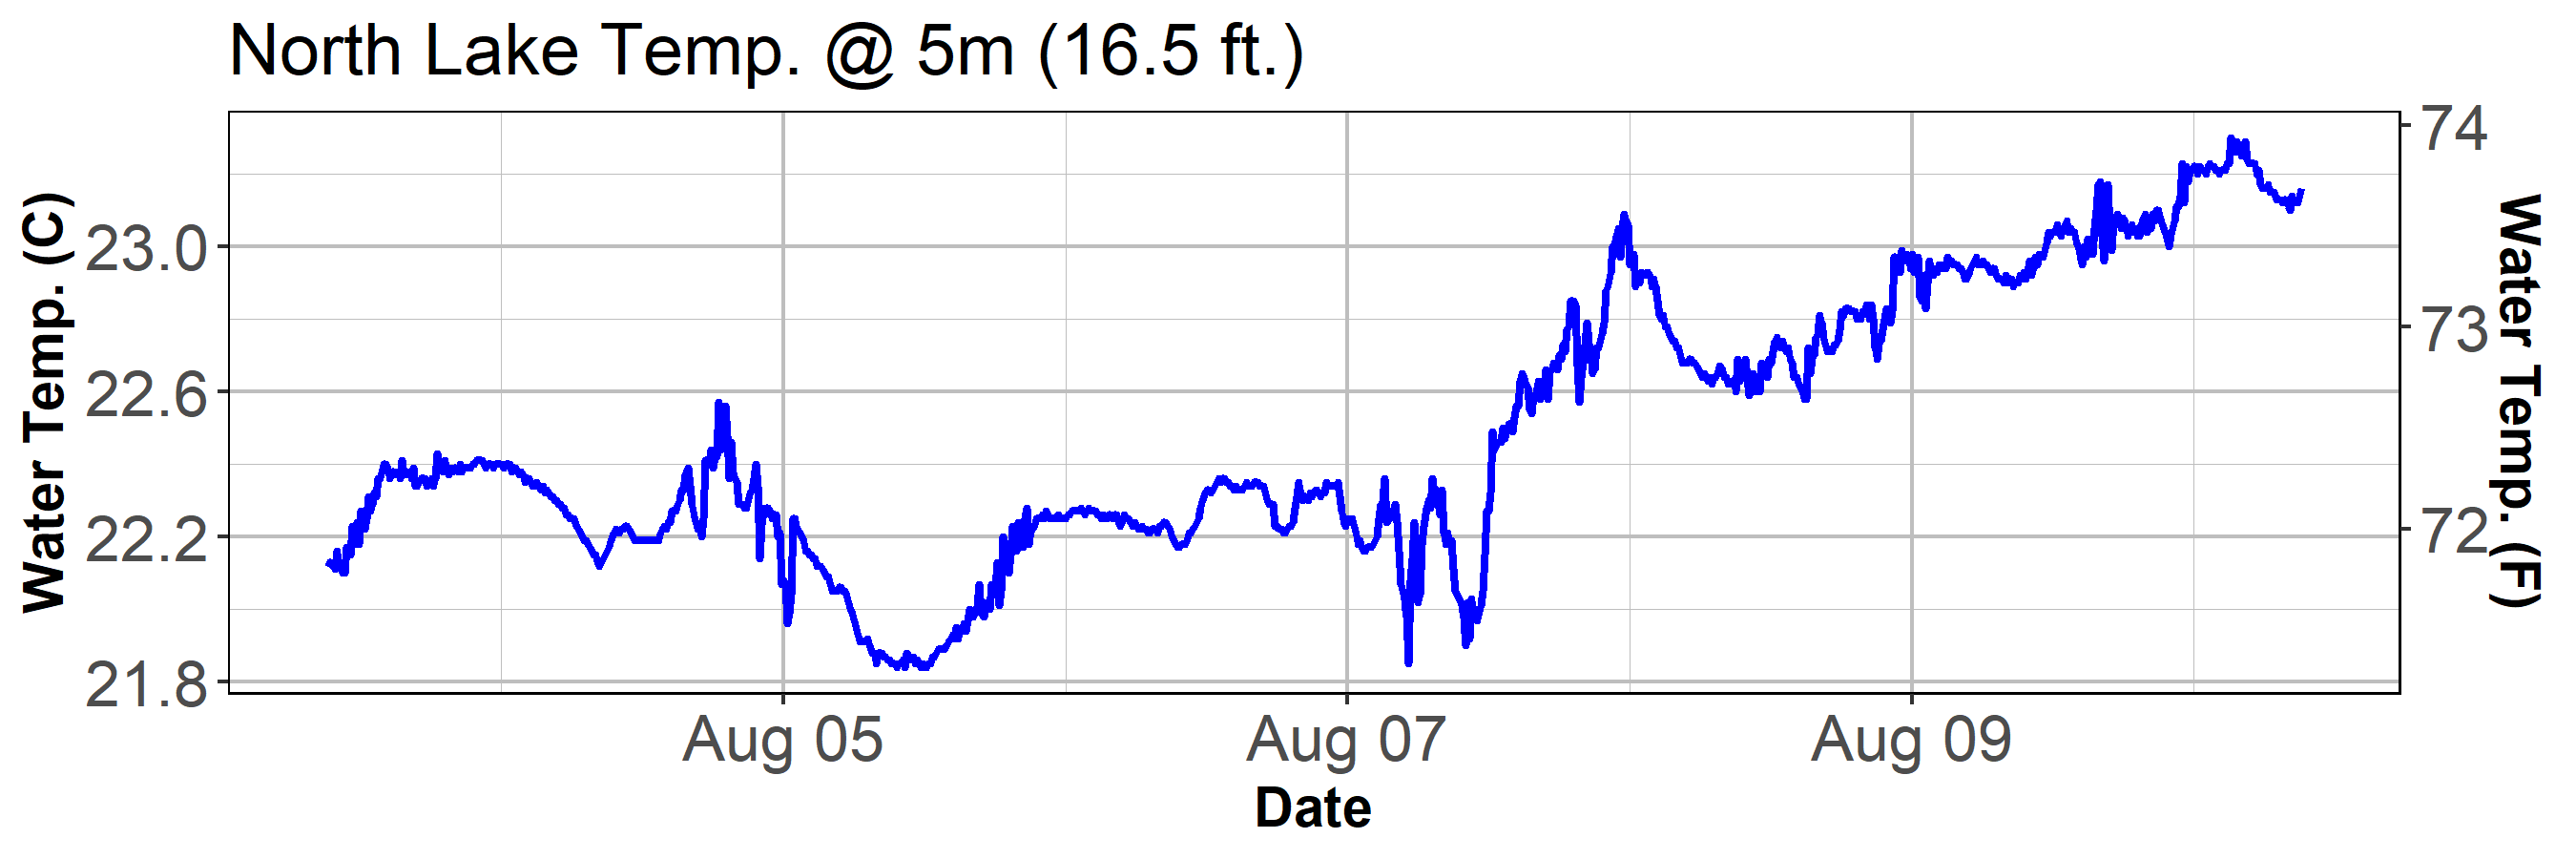 North Lake Temp. @ 5m (16.5 ft.)
Water Temp. (C)
23.0
22.6
22.2
21.8
74
73
72
Water Temp. (F)
Aug 05
Aug 07
Aug 09
Date